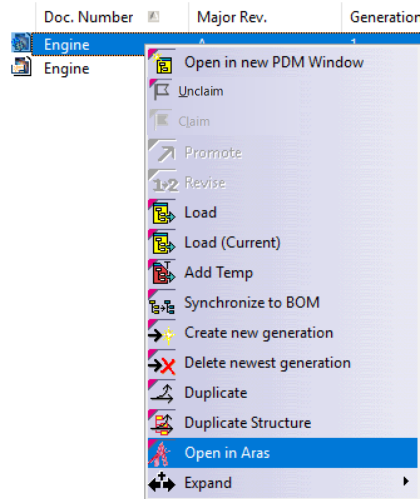 Doc. Number Major Rev. Generation
Engine A 1
Engine
Open in new PDM Window
Unclaim
Claim
Promote
1→2 Revise
Load
Load (Current)
Add Temp
Synchronize to BOM
Create new generation
Delete newest generation
Duplicate
Duplicate Structure
Open in Aras
Expand